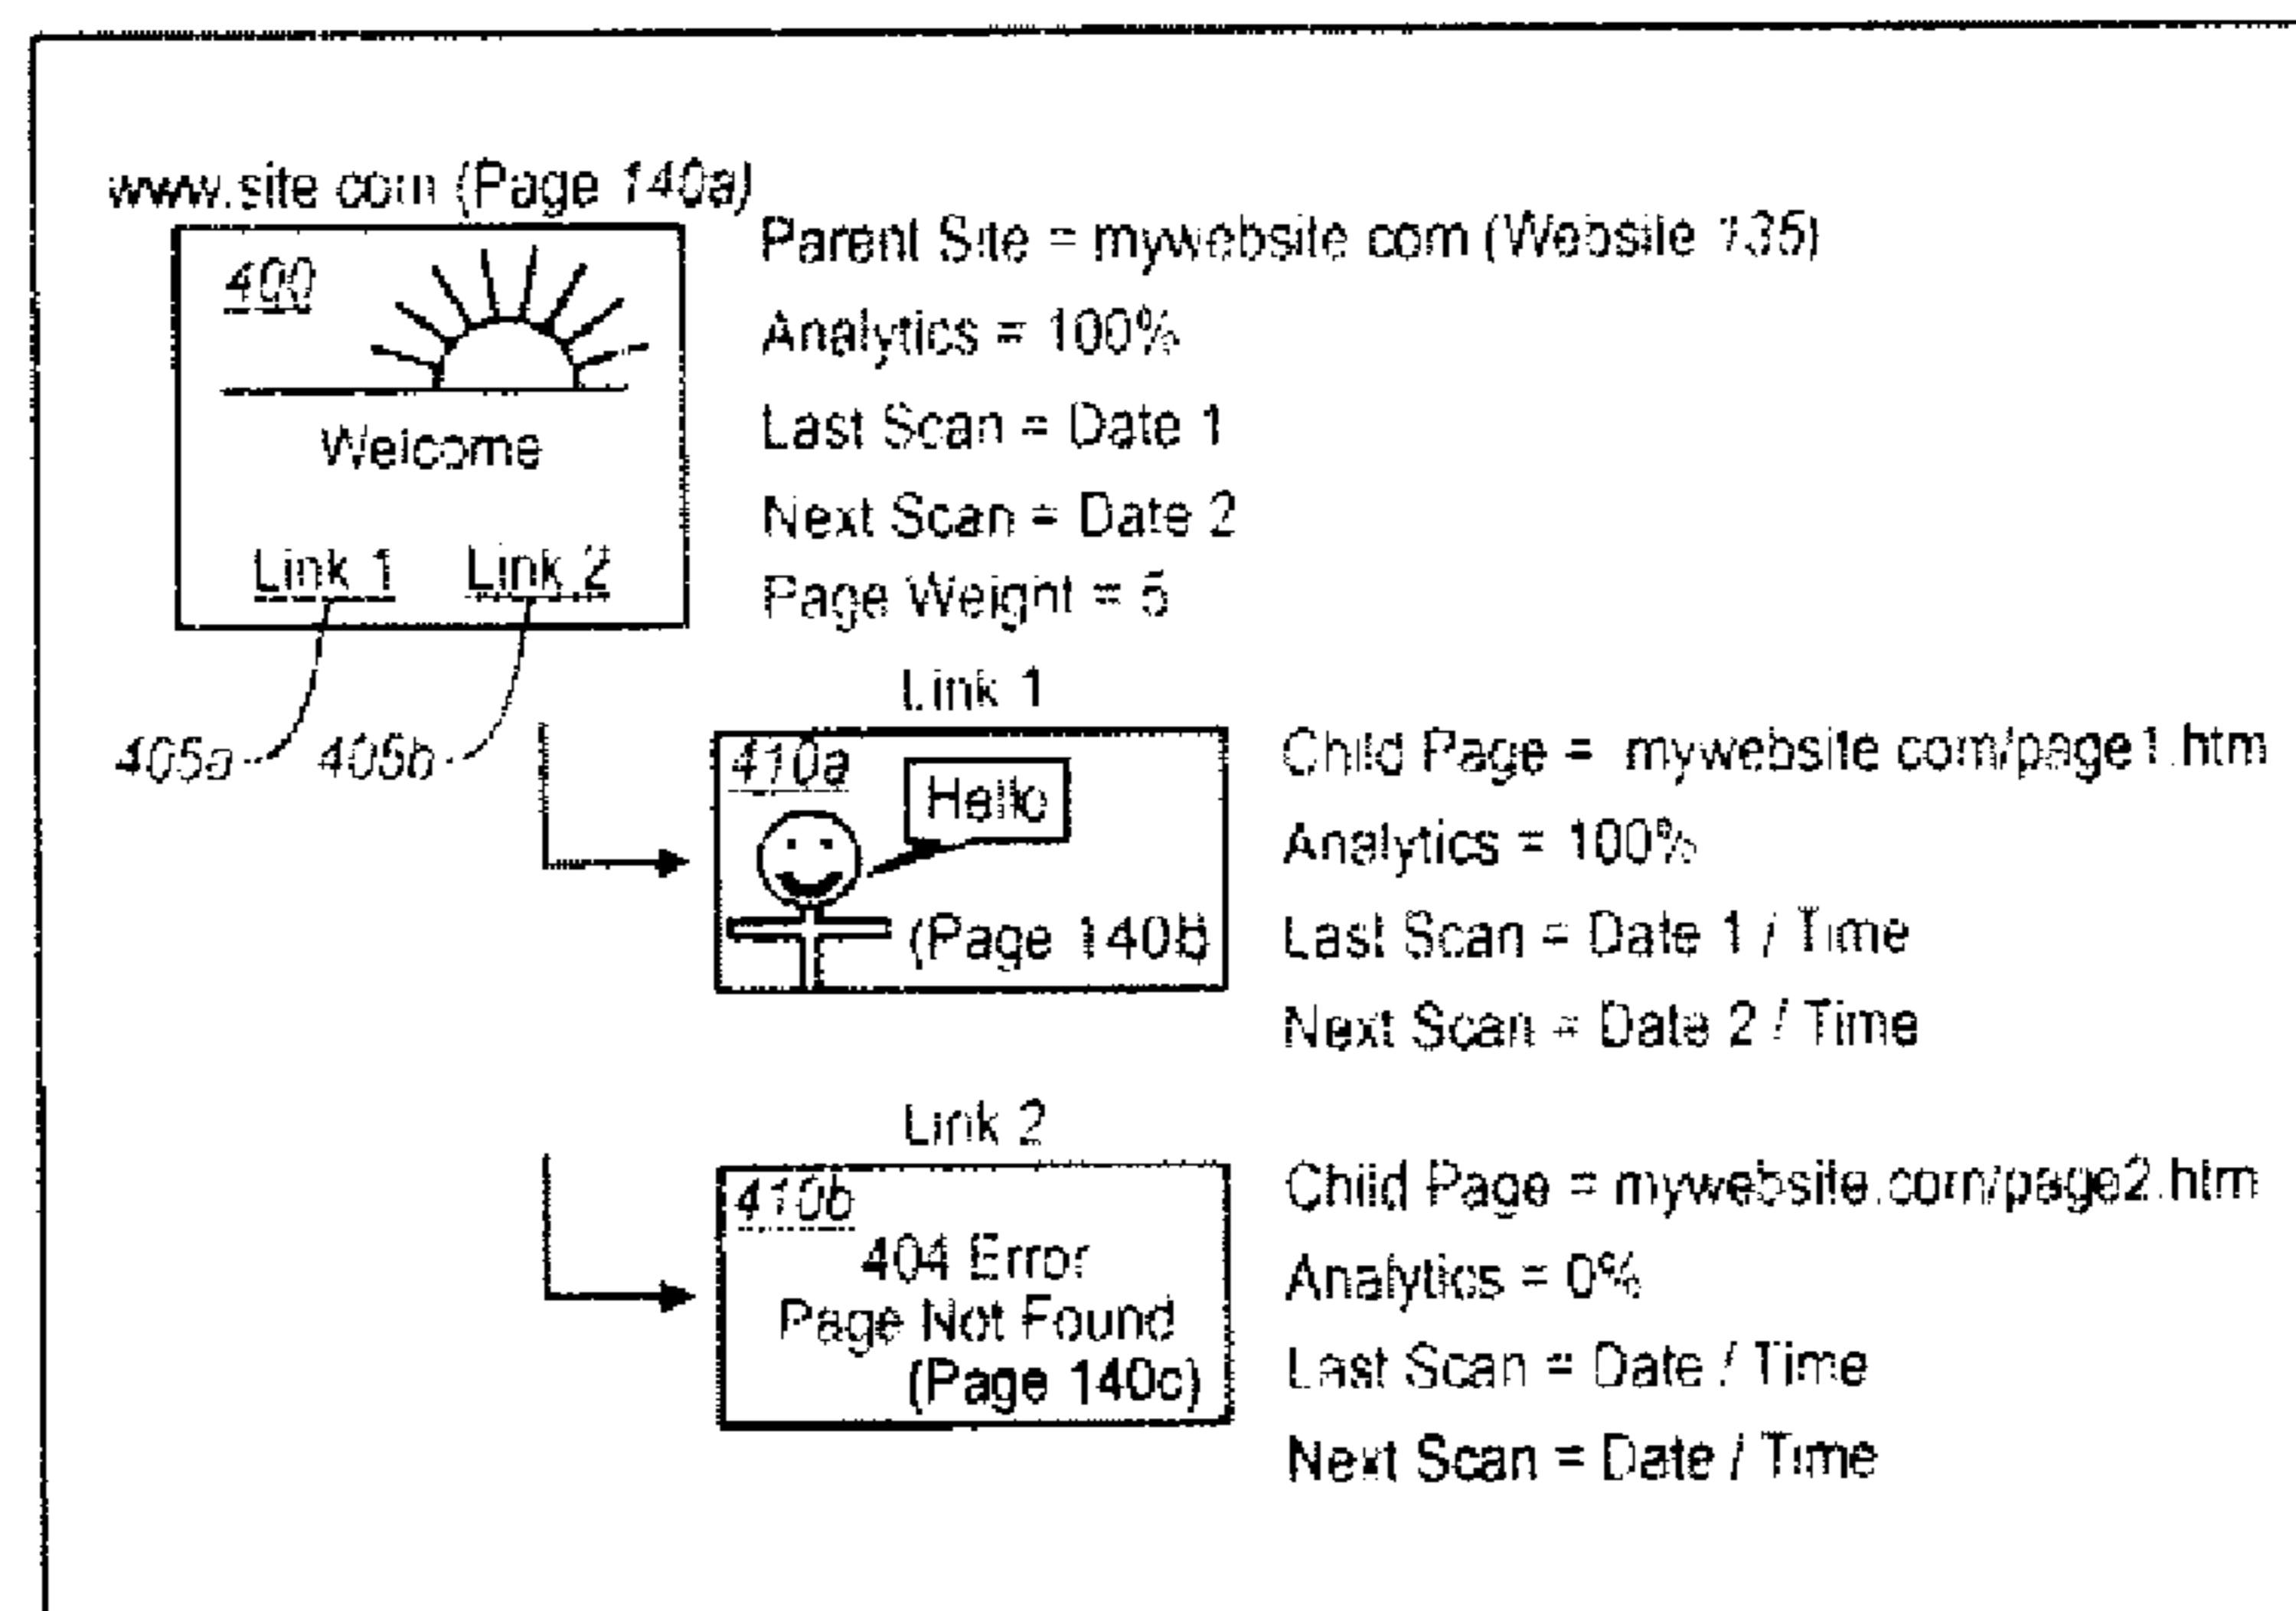 www.site.com (Page 140a)
400
Welcome
Link 1 Link 2
405a 405b
Parent Site = mywebsite.com (Website 135)
Analytics = 100%
Last Scan = Date 1
Next Scan = Date 2
Page Weight = 5
Link 1
410a
Hello
(Page 140b
Child Page = mywebsite.com/page1.htm
Analytics = 100%
Last Scan = Date 1 / Time
Next Scan = Date 2 / Time
Link 2
410b
404 Error
Page Not Found
(Page 140c)
Child Page = mywebsite.com/page2.htm
Analytics = 0%
Last Scan = Date / Time
Next Scan = Date / Time